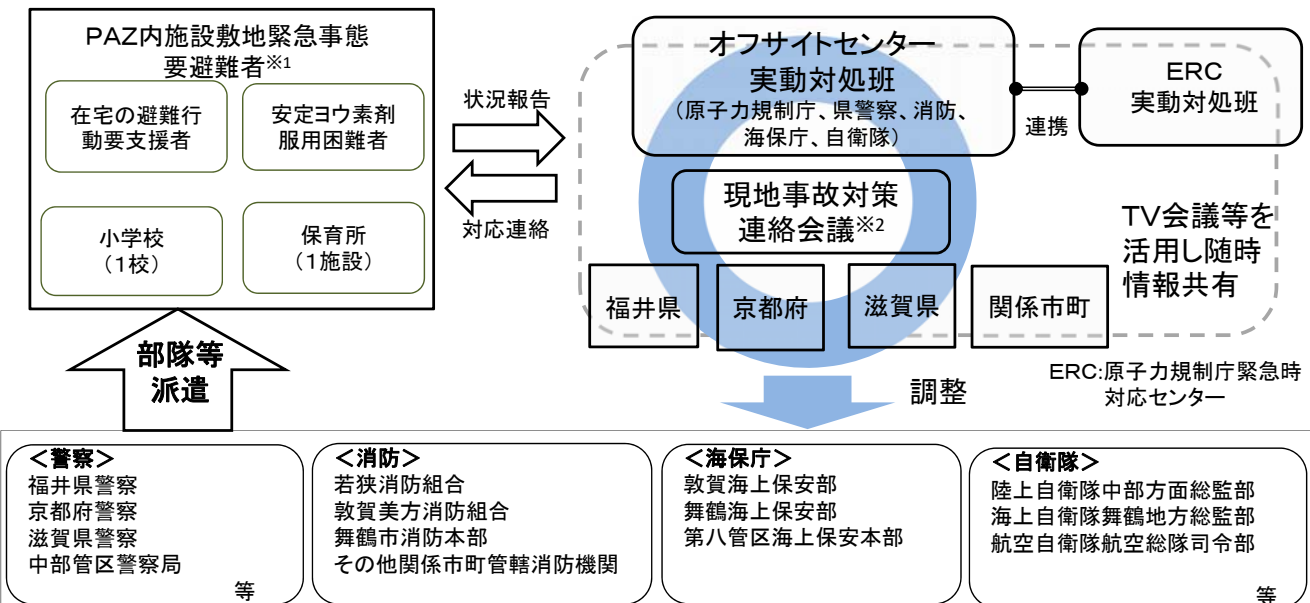 PAZ内施設敷地緊急事態
要避難者※1
在宅の避難行
動要支援者
安定ヨウ素剤
服用困難者
小学校
（1校）
保育所
（1施設）
状況報告
対応連絡
オフサイトセンター
実動対処班
（原子力規制庁、県警察、消防、
海保庁、自衛隊）
連携
ERC
実動対処班
現地事故対策
連絡会議※2
TV会議等を
活用し随時
情報共有
福井県
京都府
滋賀県
関係市町
ERC:原子力規制庁緊急時
対応センター
部隊等
派遣
調整
＜警察＞
福井県警察
京都府警察
滋賀県警察
中部管区警察局
等
＜消防＞
若狭消防組合
敦賀美方消防組合
舞鶴市消防本部
その他関係市町管轄消防機関
＜海保庁＞
敦賀海上保安部
舞鶴海上保安部
第八管区海上保安本部
＜自衛隊＞
陸上自衛隊中部方面総監部
海上自衛隊舞鶴地方総監部
航空自衛隊航空総隊司令部
等